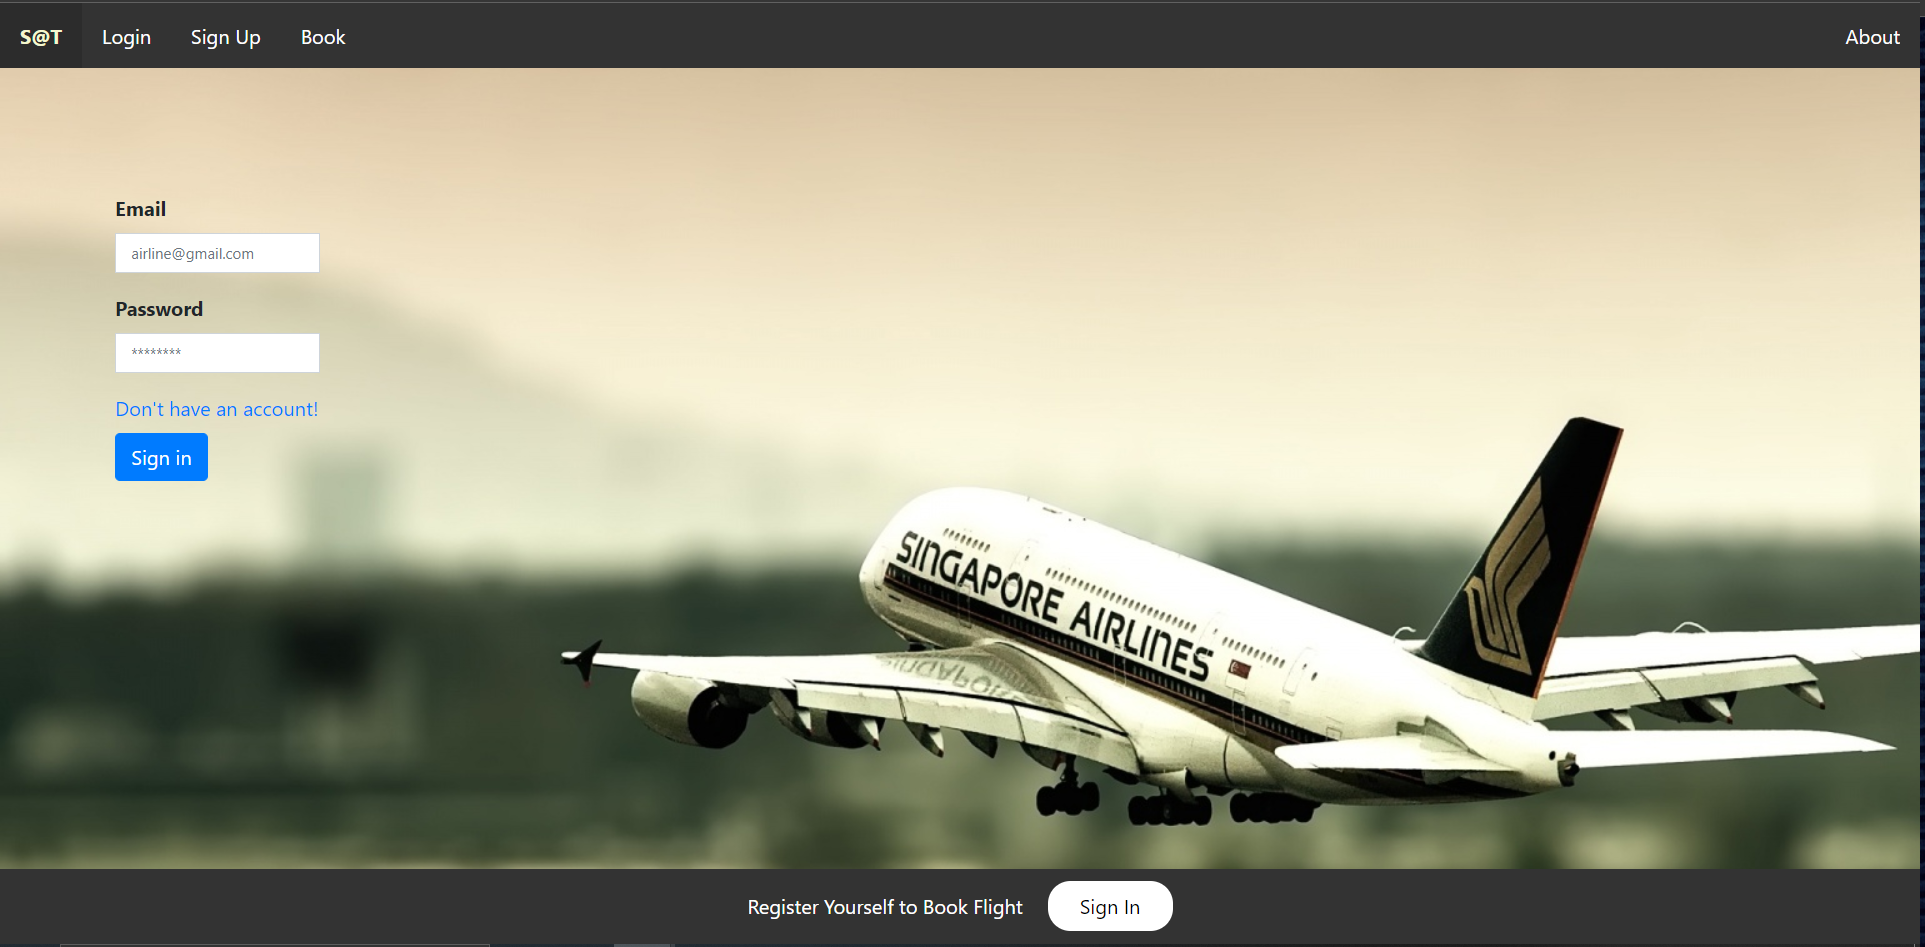 S@T Login Sign Up Book About
Email
airline@gmail.com
Password
********
Don't have an account!
Sign in
SINGAPORE AIRLINES
SINGAPORE
Register Yourself to Book Flight Sign In